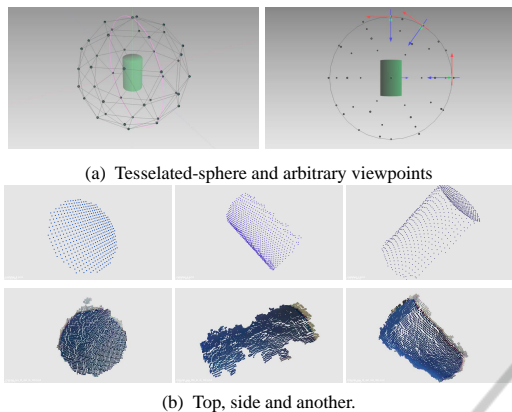 (a) Tesselated-sphere and arbitrary viewpoints
(b) Top, side and another.